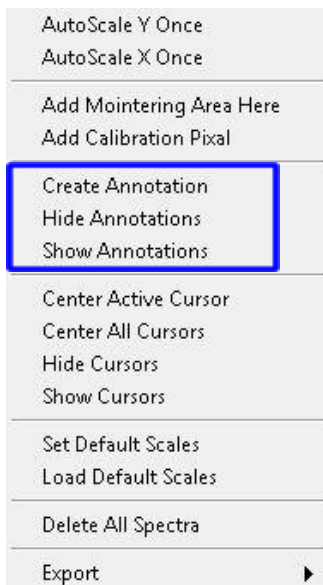 AutoScale Y Once
AutoScale X Once
Add Mointering Area Here
Add Calibration Pixal
Create Annotation
Hide Annotations
Show Annotations
Center Active Cursor
Center All Cursors
Hide Cursors
Show Cursors
Set Default Scales
Load Default Scales
Delete All Spectra
Export